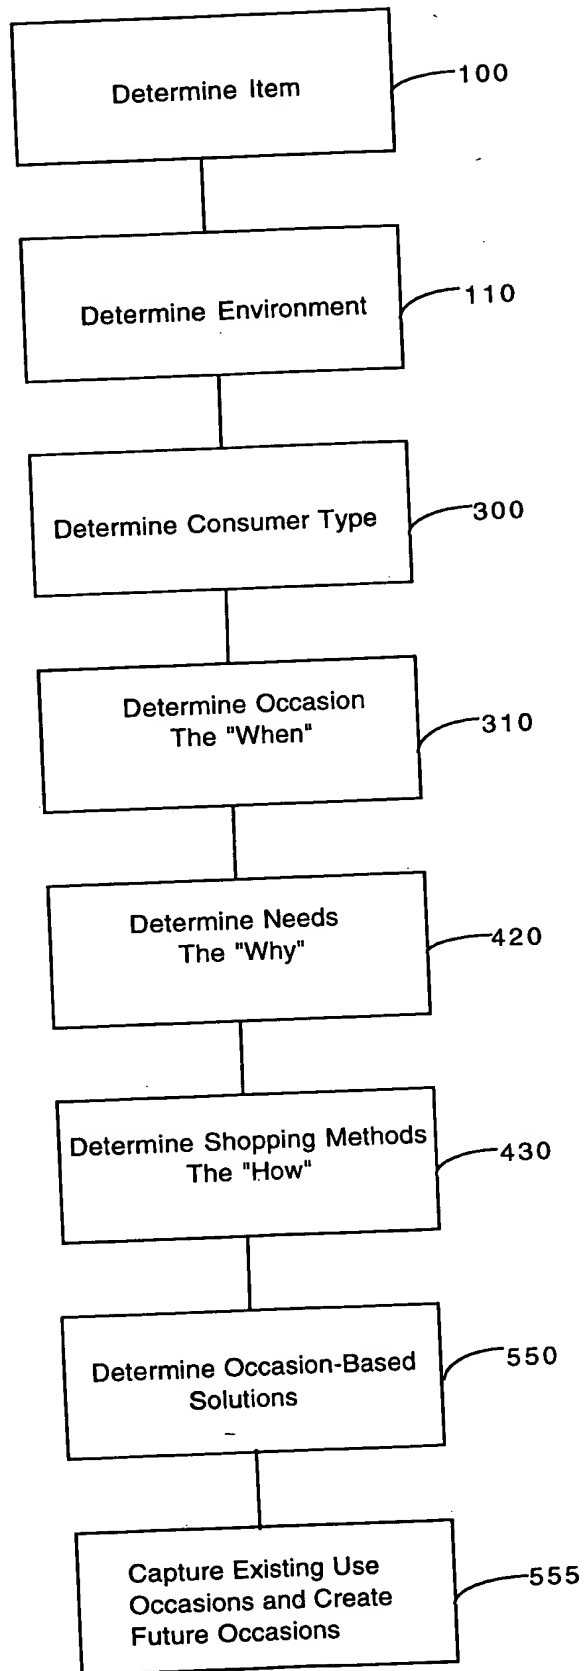 Determine Item
100
Determine Environment
110
Determine Consumer Type
300
Determine Occasion
The "When"
310
Determine Needs
The "Why"
420
Determine Shopping Methods
The "How"
430
Determine Occasion-Based
Solutions
550
Capture Existing Use
Occasions and Create
Future Occasions
555